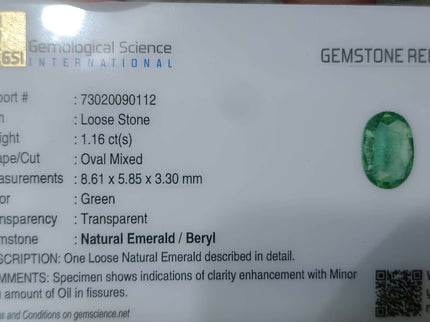 GSI Gemological Science
INTERNATIONAL
GEMSTONE RE
port # : 73020090112
m : Loose Stone
ight : 1.16 ct(s)
ape/Cut : Oval Mixed
asurements : 8.61 x 5.85 x 3.30 mm
or : Green
nsparency : Transparent
mstone : Natural Emerald / Beryl
SCRIPTION: One Loose Natural Emerald described in detail.
MMENTS: Specimen shows indications of clarity enhancement with Minor
amount of Oil in fissures.
s and Conditions on gemscience.net